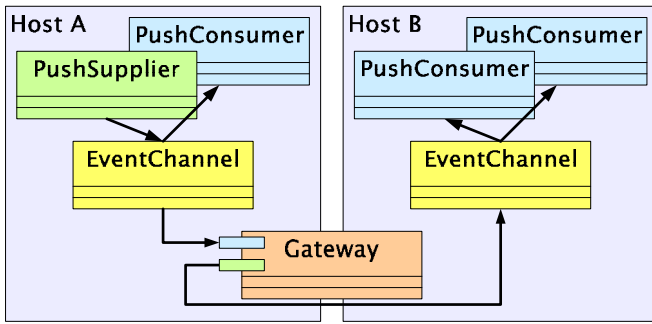 Host A
PushConsumer
PushSupplier
EventChannel
Host B
PushConsumer
PushConsumer
EventChannel
Gateway